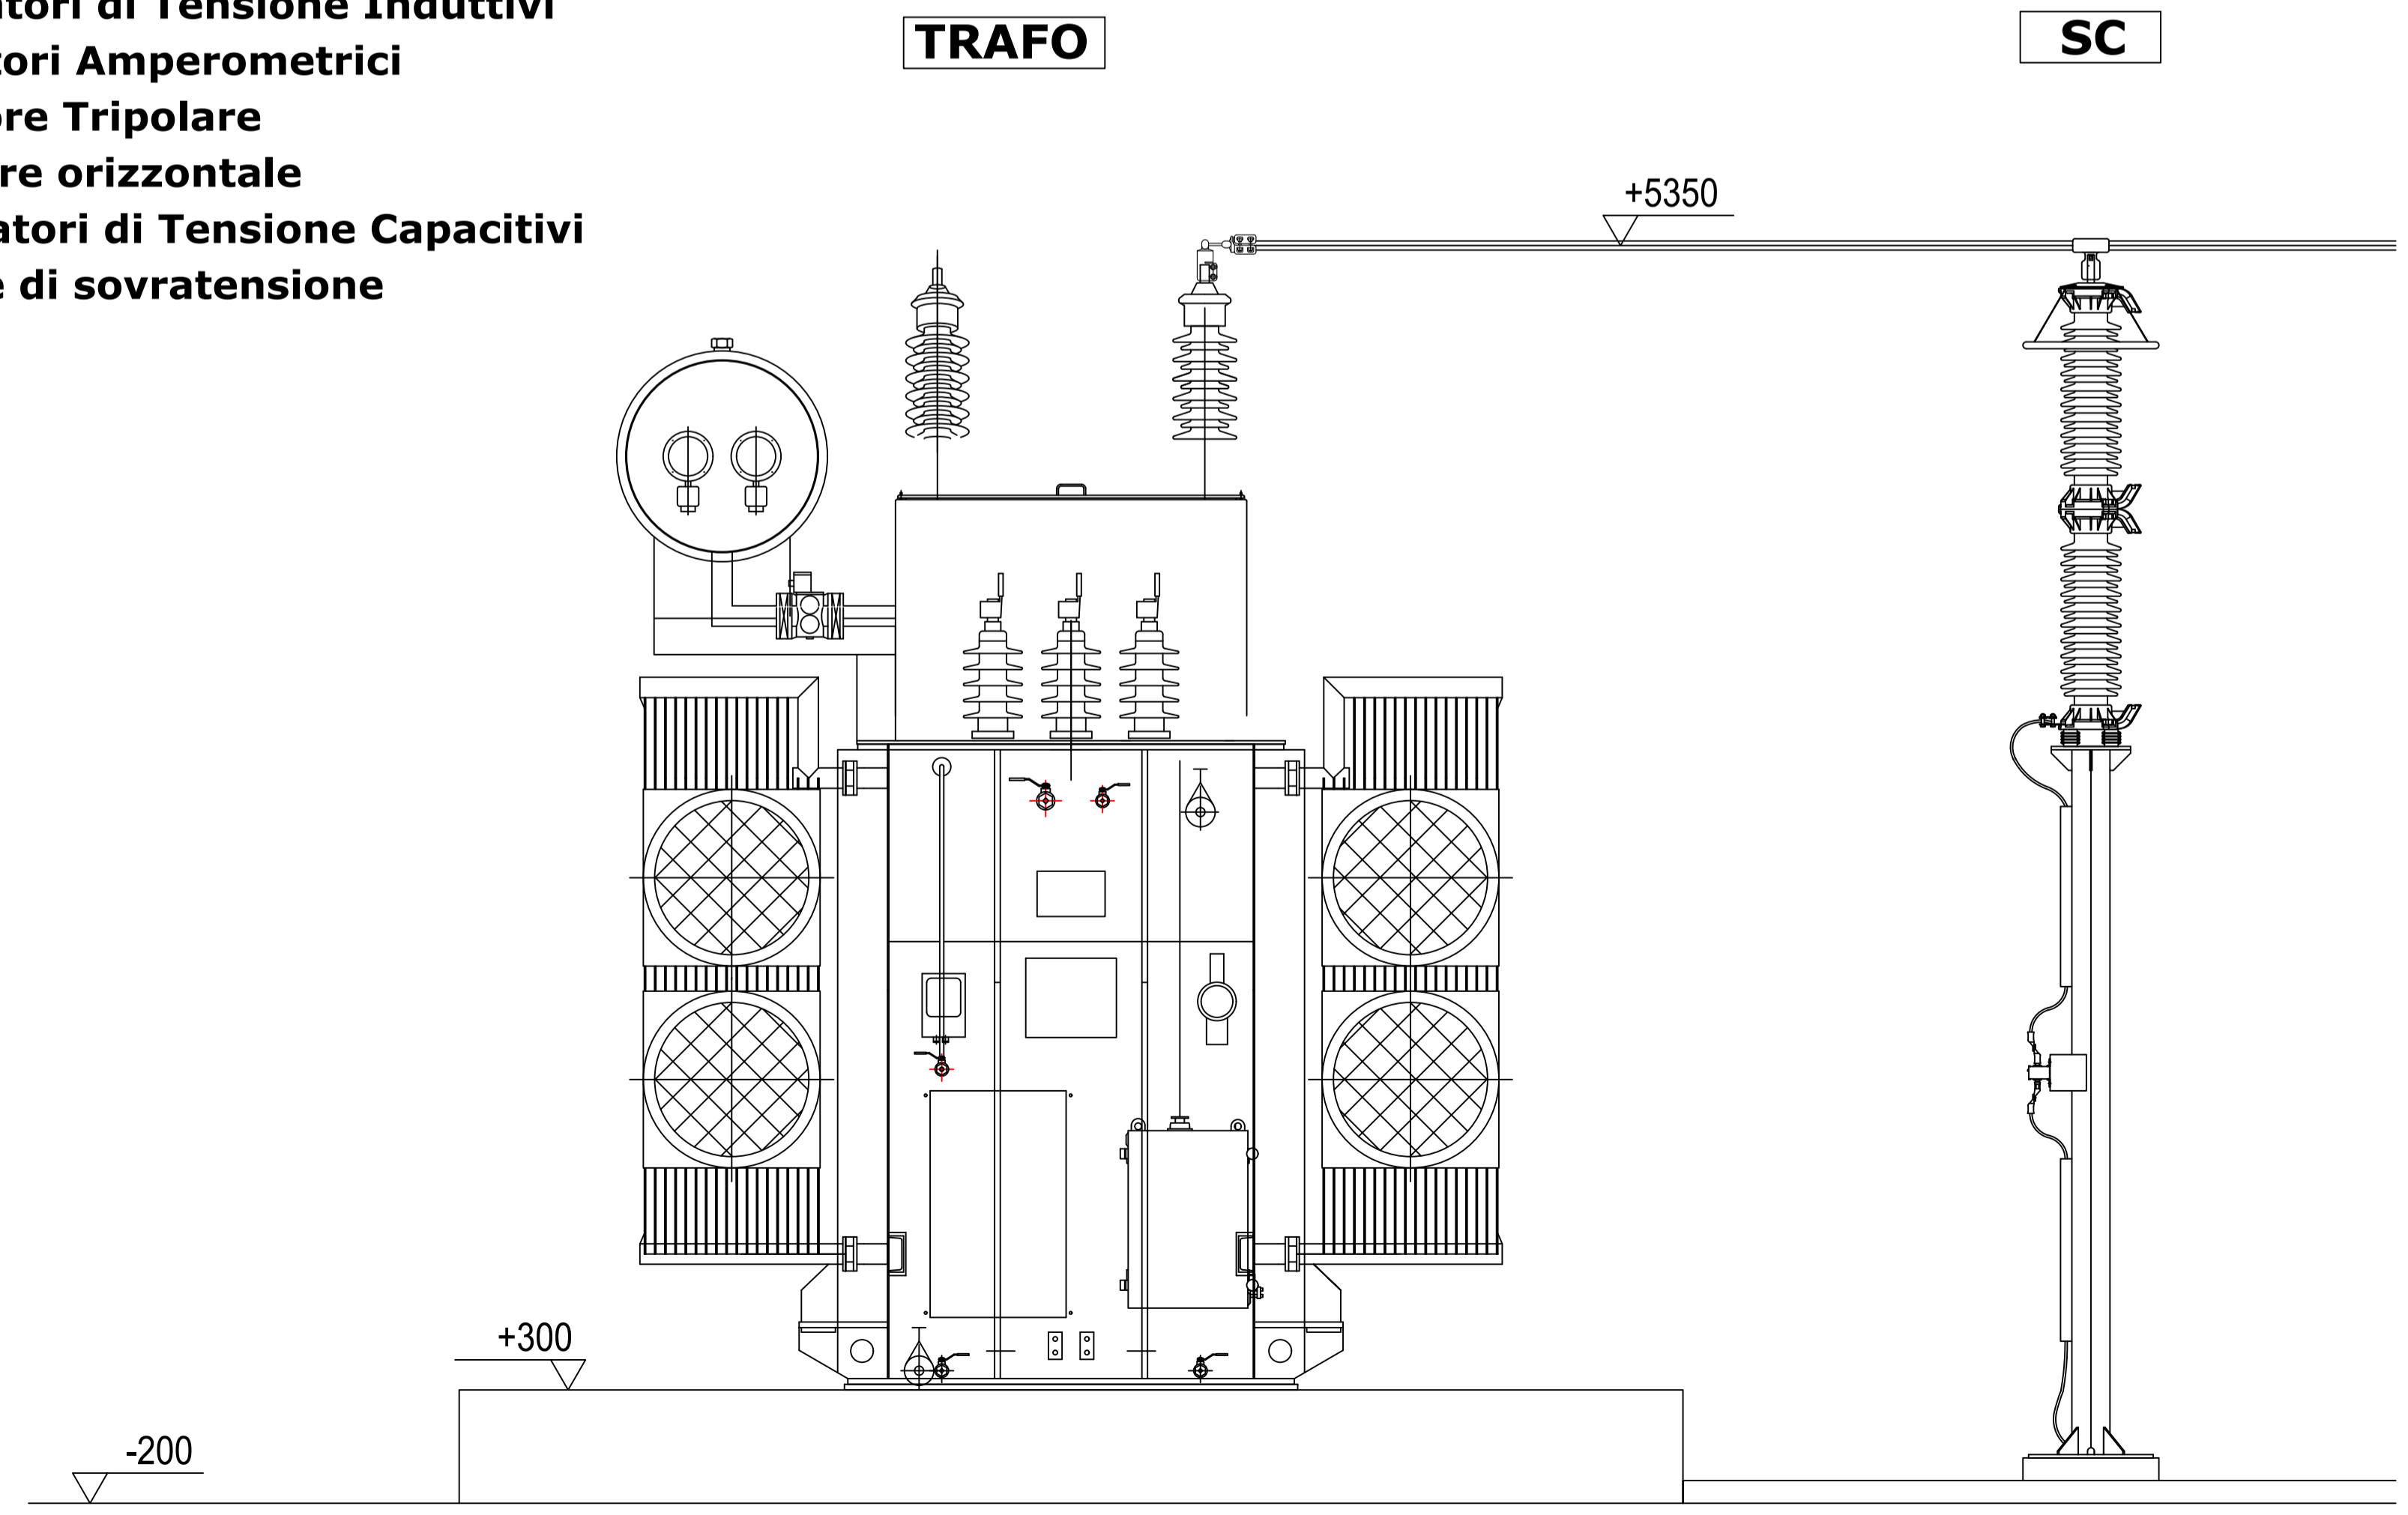 atori di Tensione Induttivi
tori Amperometrici
ore Tripolare
re orizzontale
atori di Tensione Capacitivi
e di sovratensione
TRAFO
SC
+5350
+300
-200